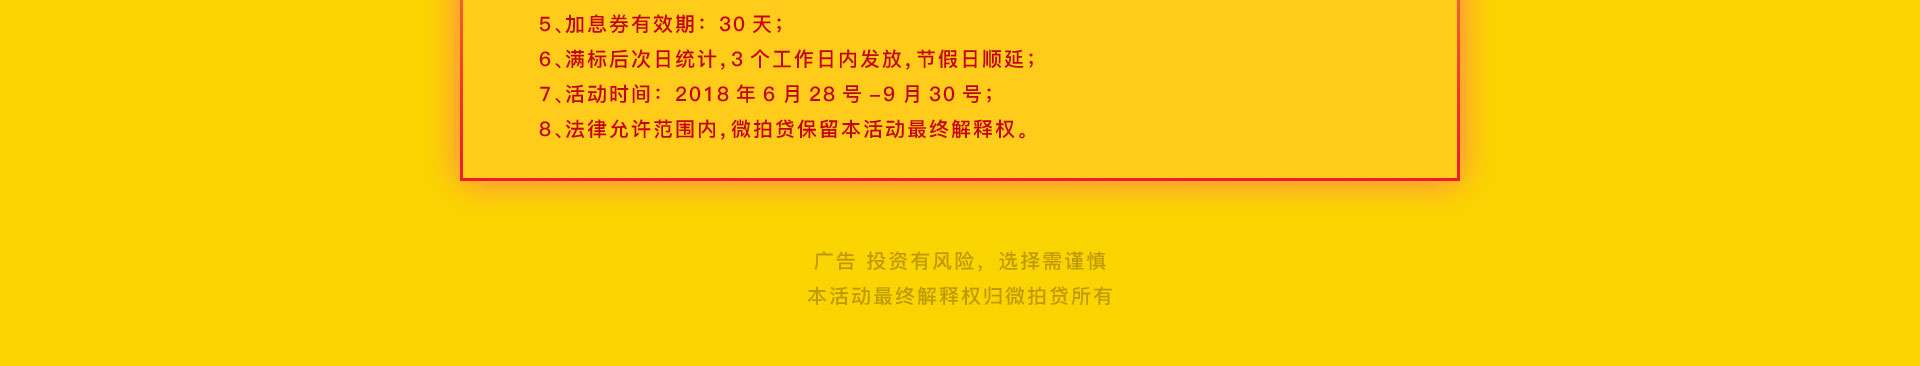 5、加息券有效期：30 天；
6、满标后次日统计，3 个工作日内发放，节假日顺延；
7、活动时间：2018 年 6 月 28 号 –9 月 30 号；
8、法律允许范围内，微拍贷保留本活动最终解释权。
广告 投资有风险，选择需谨慎
本活动最终解释权归微拍贷所有